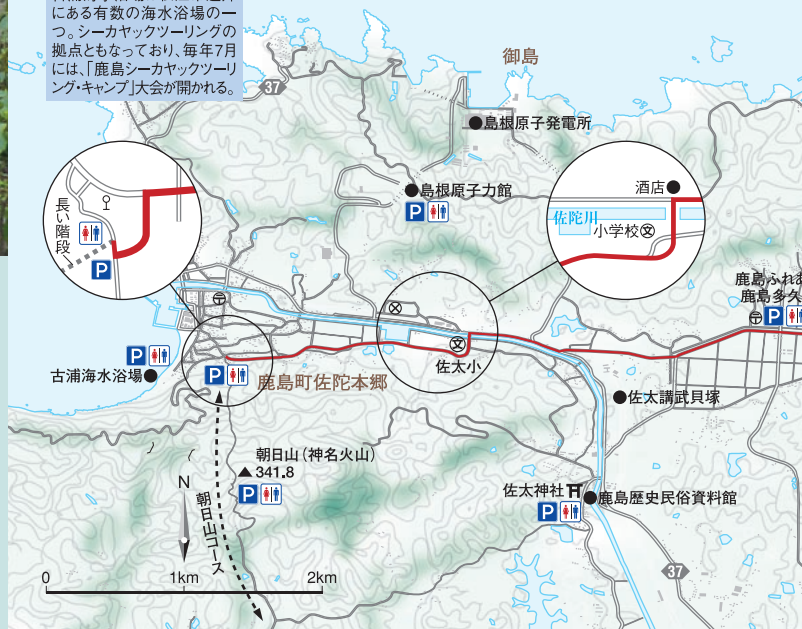 にある有数の海水浴場の一
つ。シーカヤックツーリングの
拠点ともなっており、毎年7月
には、「鹿島シーカヤックツーリ
ング・キャンプ」大会が開かれる。
37
御島
島根原子発電所
島根原子力館
P
酒店
佐陀川
小学校
文
長い階段
P
鹿島ふれあ
鹿島多久
P
文
佐太小
P
古浦海水浴場
P
鹿島町佐陀本郷
佐太講武貝塚
朝日山(神名火山)
341.8
P
佐太神社
鹿島歴史民俗資料館
P
N
朝日山コース
37
0
1km
2km